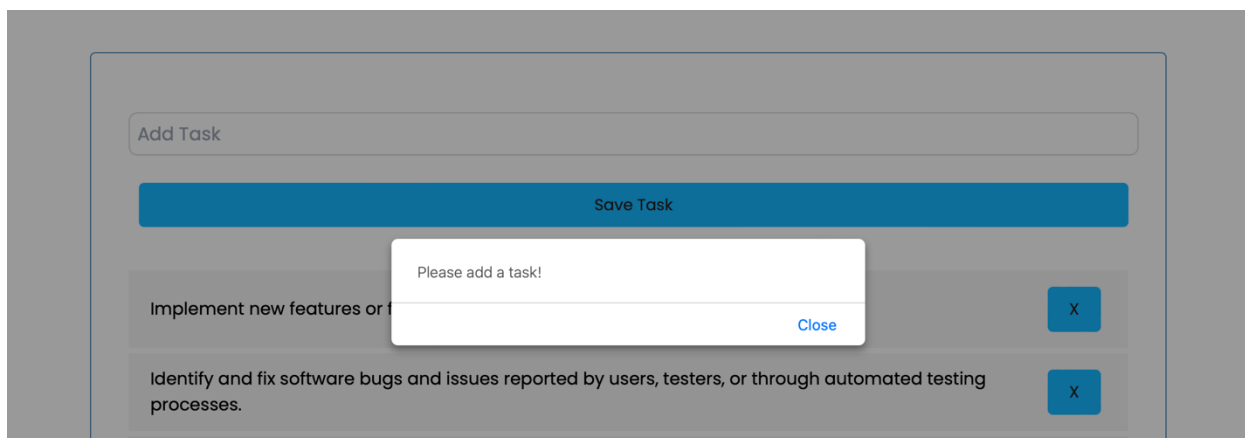 Add Task
Save Task
Please add a task!
Close
Implement new features or
X
Identify and fix software bugs and issues reported by users, testers, or through automated testing
processes.
X